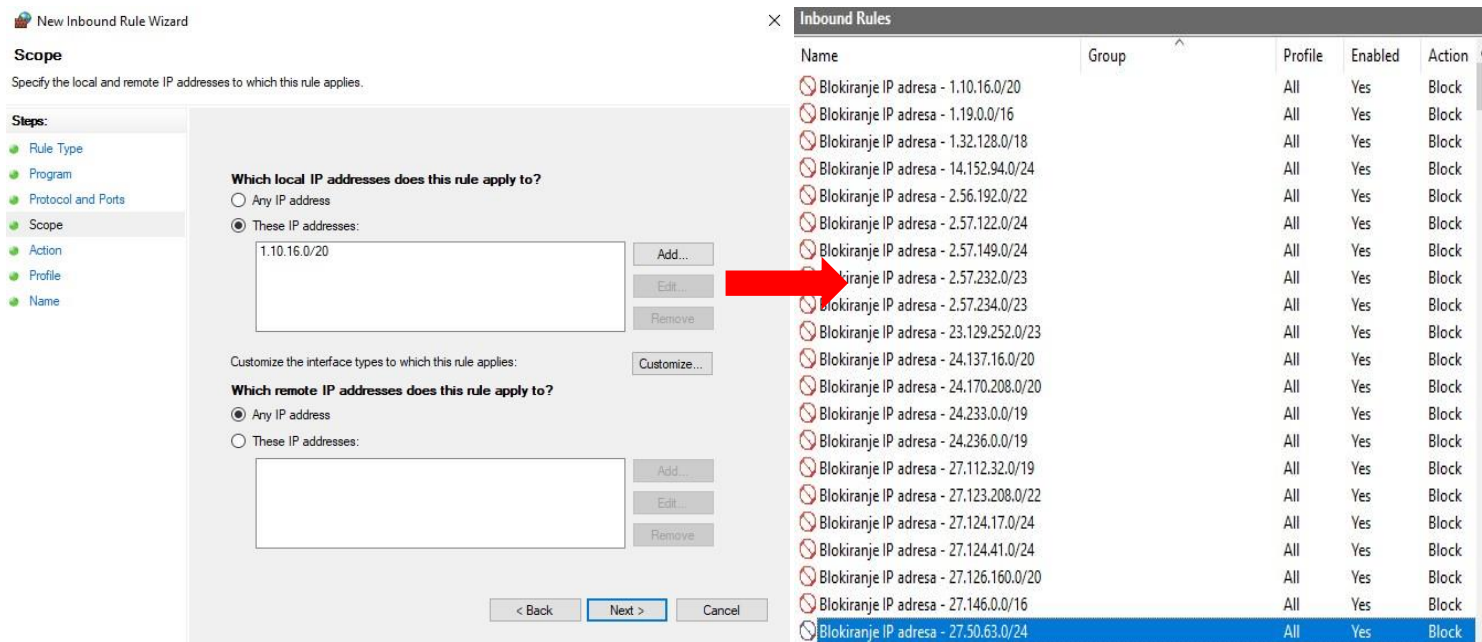 New Inbound Rule Wizard
Scope
Specify the local and remote IP addresses to which this rule applies.
Steps:
Rule Type
Program
Protocol and Ports
Scope
Action
Profile
Name
Which local IP addresses does this rule apply to?
Any IP address
These IP addresses:
1.10.16.0/20
Add...
Edit...
Remove
Customize the interface types to which this rule applies:
Customize...
Which remote IP addresses does this rule apply to?
Any IP address
These IP addresses:
Add...
Edit...
Remove
< Back Next > Cancel
Inbound Rules
Name Group Profile Enabled Action
Blokiranje IP adresa - 1.10.16.0/20 All Yes Block
Blokiranje IP adresa - 1.19.0.0/16 All Yes Block
Blokiranje IP adresa - 1.32.128.0/18 All Yes Block
Blokiranje IP adresa - 14.152.94.0/24 All Yes Block
Blokiranje IP adresa - 2.56.192.0/22 All Yes Block
Blokiranje IP adresa - 2.57.122.0/24 All Yes Block
Blokiranje IP adresa - 2.57.149.0/24 All Yes Block
kiranje IP adresa - 2.57.232.0/23 All Yes Block
Blokiranje IP adresa - 2.57.234.0/23 All Yes Block
Blokiranje IP adresa - 23.129.252.0/23 All Yes Block
Blokiranje IP adresa - 24.137.16.0/20 All Yes Block
Blokiranje IP adresa - 24.170.208.0/20 All Yes Block
Blokiranje IP adresa - 24.233.0.0/19 All Yes Block
Blokiranje IP adresa - 24.236.0.0/19 All Yes Block
Blokiranje IP adresa - 27.112.32.0/19 All Yes Block
Blokiranje IP adresa - 27.123.208.0/22 All Yes Block
Blokiranje IP adresa - 27.124.17.0/24 All Yes Block
Blokiranje IP adresa - 27.124.41.0/24 All Yes Block
Blokiranje IP adresa - 27.126.160.0/20 All Yes Block
Blokiranje IP adresa - 27.146.0.0/16 All Yes Block
Blokiranje IP adresa - 27.50.63.0/24 All Yes Block